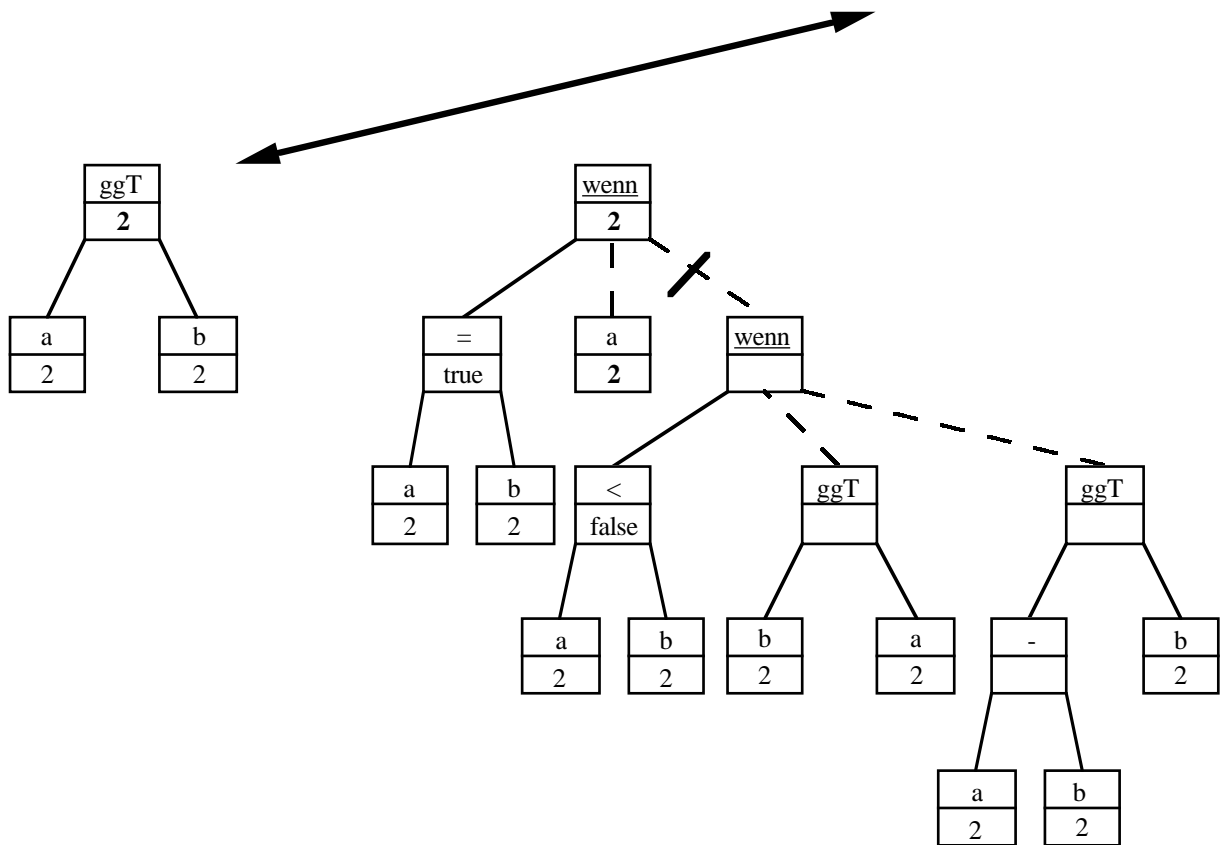 ggT wenn
2 2
a b = a wenn
2 2 true 2
a b < ggT ggT
2 2 false
a b b a - b
2 2 2 2 2
a b
2 2